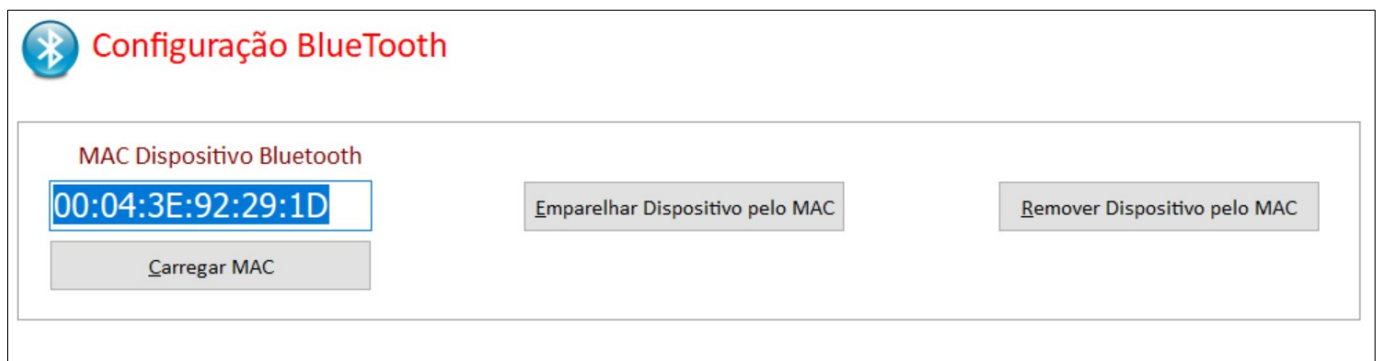 Configuração BlueTooth
MAC Dispositivo Bluetooth
00:04:3E:92:29:1D
Emparelhar Dispositivo pelo MAC
Remover Dispositivo pelo MAC
Carregar MAC